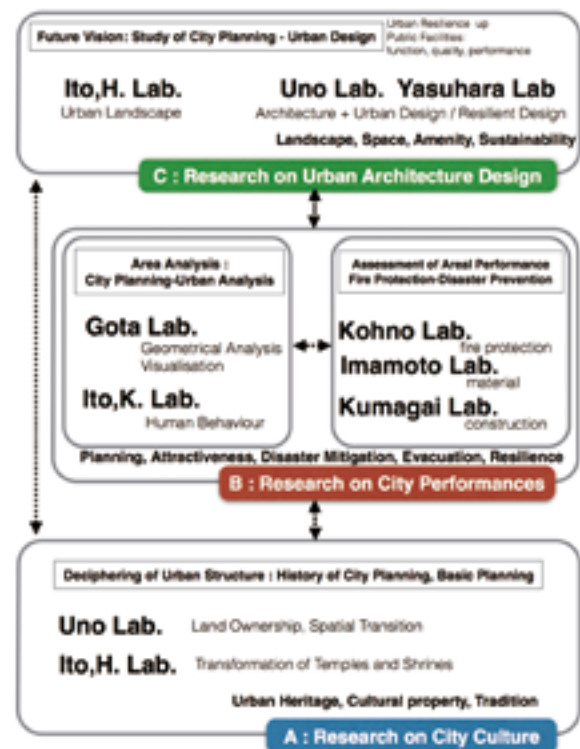 Urban Resilience up
Public Facilities:
function, quality, performance
Future Vision: Study of City Planning - Urban Design
Ito,H. Lab.
Urban Landscape
Uno Lab. Yasuhara Lab
Architecture + Urban Design / Resilient Design
Landscape, Space, Amenity, Sustainability
C : Research on Urban Architecture Design
Area Analysis :
City Planning-Urban Analysis
Gota Lab.
Geometrical Analysis
Visualisation
Ito,K. Lab.
Human Behaviour
Assessment of Areal Performance
Fire Protection-Disaster Prevention
Kohno Lab.
fire protection
Imamoto Lab.
material
Kumagai Lab.
construction
Planning, Attractiveness, Disaster Mitigation, Evacuation, Resilience
B : Research on City Performances
Deciphering of Urban Structure : History of City Planning, Basic Planning
Uno Lab. Land Ownership, Spatial Transition
Ito,H. Lab. Transformation of Temples and Shrines
Urban Heritage, Cultural property, Tradition
A : Research on City Culture